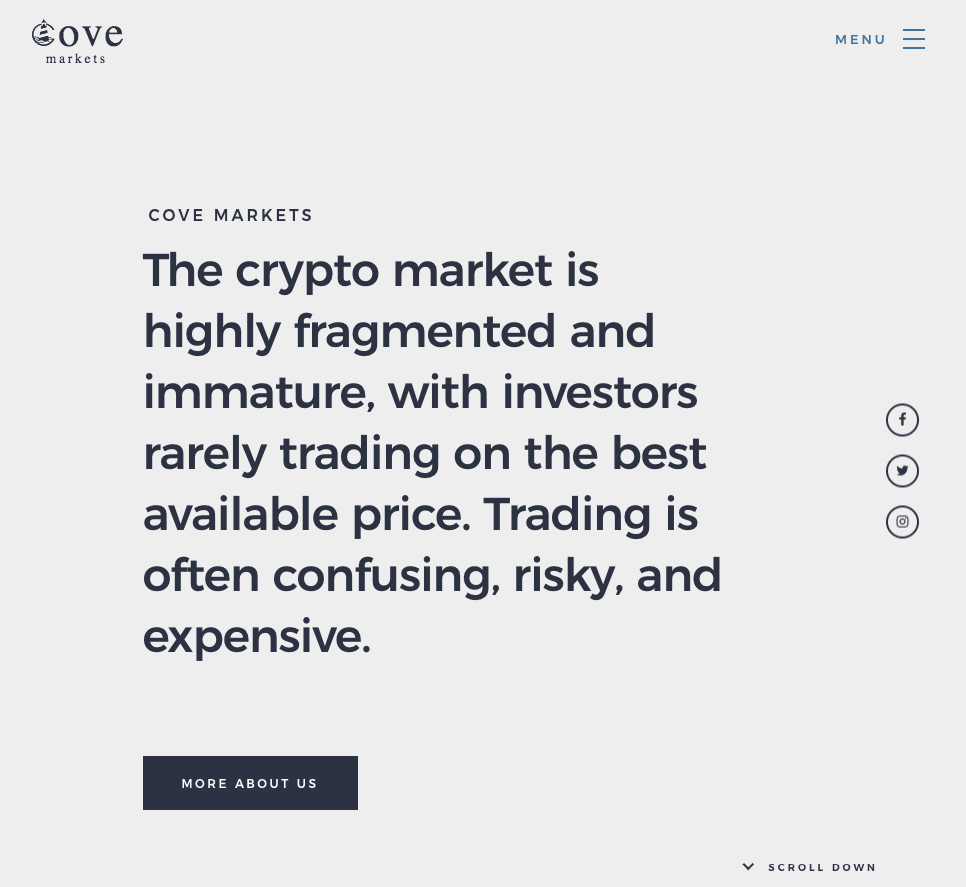 Cove
markets
MENU
COVE MARKETS
The crypto market is
highly fragmented and
immature, with investors
rarely trading on the best
available price. Trading is
often confusing, risky, and
expensive.
MORE ABOUT US
SCROLL DOWN